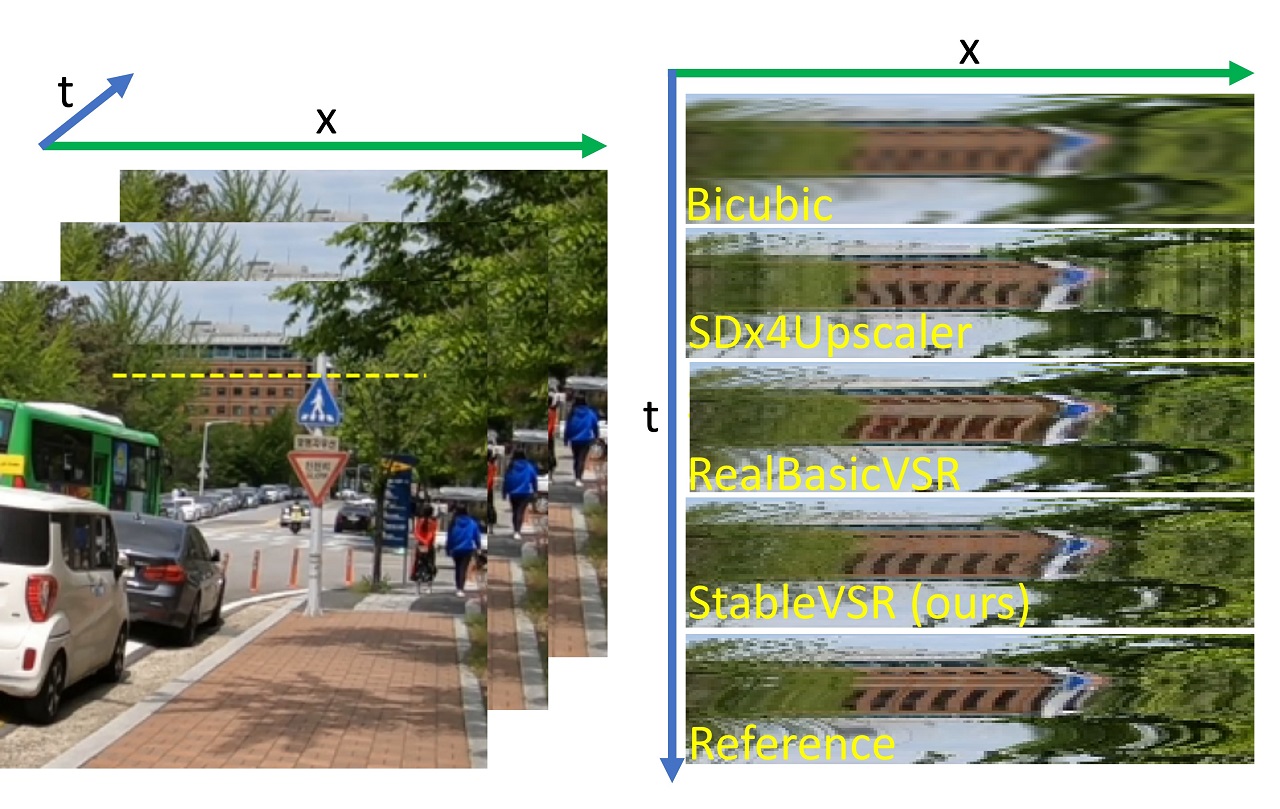 t
x
x
t
Bicubic
SDx4Upscaler
RealBasicVSR
StableVSR (ours)
Reference